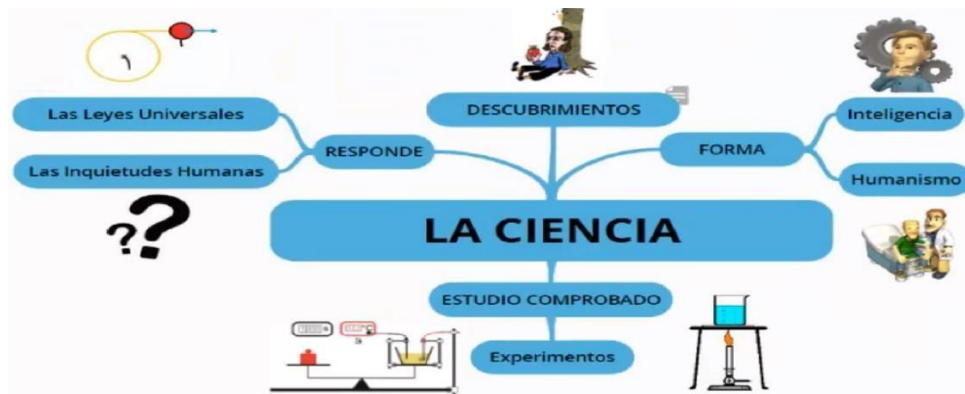 DESCUBRIMIENTOS
Las Leyes Universales
Inteligencia
RESPONDE
FORMA
Las Inquietudes Humanas
Humanismo
??
LA CIENCIA
ESTUDIO COMPROBADO
Experimentos